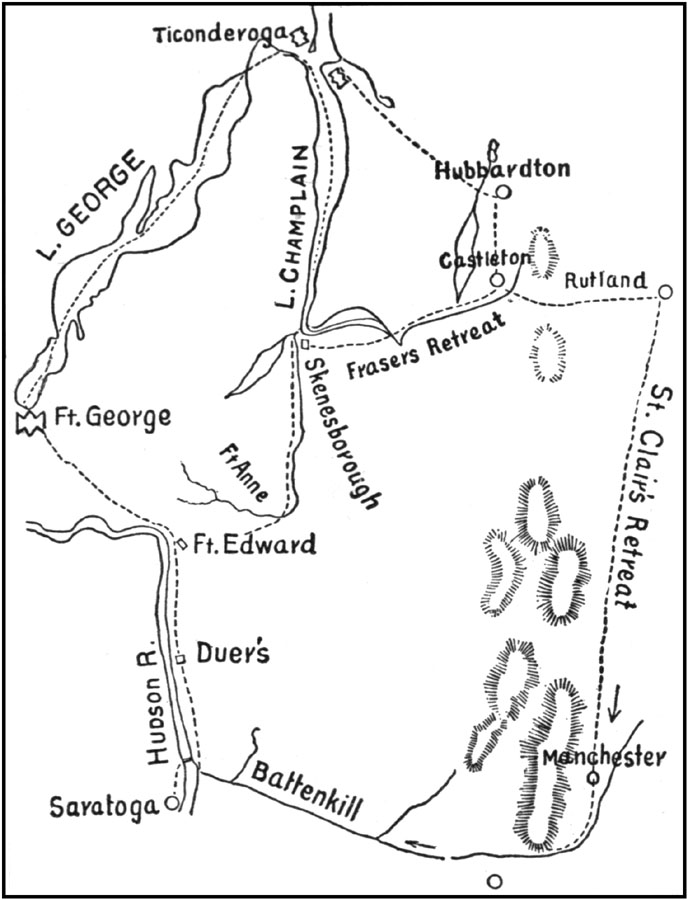 Ticonderoga
L. GEORGE
L. CHAMPLAIN
Hubbardton
Castleton
Rutland
Frasers Retreat
Skenesborough
Ft. George
Ft Anne
St. Clair's Retreat
Ft. Edward
Duer's
HUDSON R.
Manchester
Battenkill
Saratoga